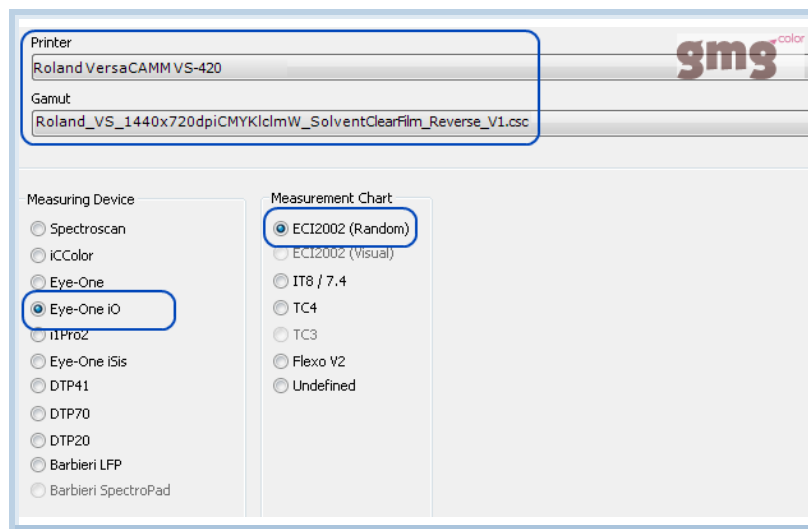 Printer
Roland VersaCAMM VS-420
gmg color
Gamut
Roland_VS_1440x720dpiCMYKlclmW_SolventClearFilm_Reverse_V1.csc
Measuring Device
Spectroscan
iCColor
Eye-One
Eye-One iO
i1Pro2
Eye-One iSis
DTP41
DTP70
DTP20
Barbieri LFP
Barbieri SpectroPad
Measurement Chart
ECI2002 (Random)
ECI2002 (Visual)
IT8 / 7.4
TC4
TC3
Flexo V2
Undefined